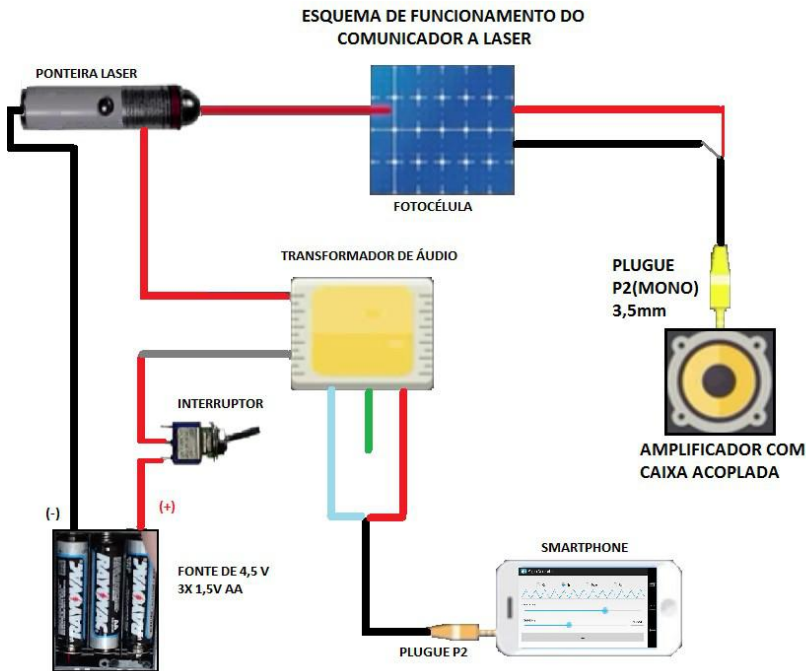 ESQUEMA DE FUNCIONAMENTO DO
COMUNICADOR A LASER
PONTEIRA LASER
FOTOCÉLULA
TRANSFORMADOR DE ÁUDIO
PLUGUE
P2(MONO)
3,5mm
INTERRUPTOR
AMPLIFICADOR COM
CAIXA ACOPLADA
(-)
(+)
SMARTPHONE
FONTE DE 4,5 V
3X 1,5V AA
RAYOVAC
RAYOVAC
RAYOVAC
PLUGUE P2